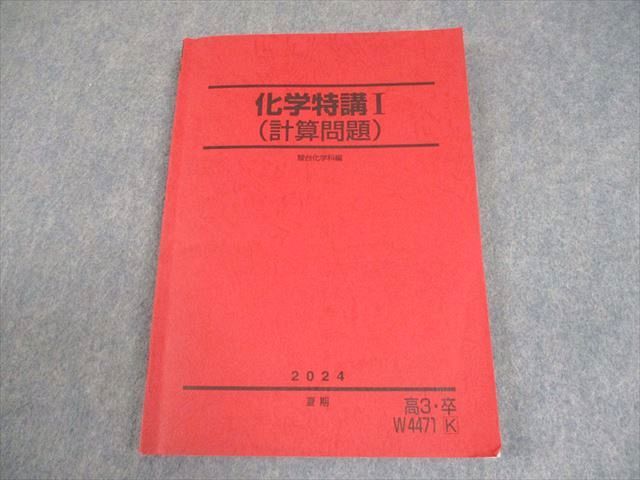 化学特講Ⅰ
(計算問題)
駿台化学科編
2024
夏期
高3・卒
W4471 K